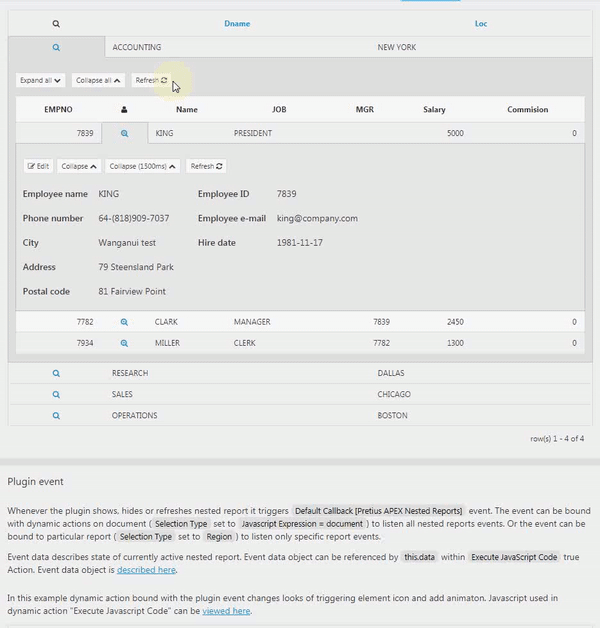 Dname Loc
ACCOUNTING NEW YORK
Expand all Collapse all Refresh
EMPNO Name JOB MGR Salary Commision
7839 KING PRESIDENT 5000 0
Edit Collapse Collapse (1500ms) Refresh
Employee name KING Employee ID 7839
Phone number 64-(818)909-7037 Employee e-mail king@company.com
City Wanganui test Hire date 1981-11-17
Address 79 Steensland Park
Postal code 81 Fairview Point
7782 CLARK MANAGER 7839 2450 0
7934 MILLER CLERK 7782 1300 0
RESEARCH DALLAS
SALES CHICAGO
OPERATIONS BOSTON
row(s) 1 - 4 of 4
Plugin event
Whenever the plugin shows, hides or refreshes nested report it triggers Default Callback [Pretius APEX Nested Reports] event. The event can be bound
with dynamic actions on document ( Selection Type set to Javascript Expression = document ) to listen all nested reports events. Or the event can be
bound to particular report ( Selection Type set to Region ) to listen only specific report events.
Event data describes state of currently active nested report. Event data object can be referenced by this.data within Execute JavaScript Code true
Action. Event data object is described here.
In this example dynamic action bound with the plugin event changes looks of triggering element icon and add animaton. Javascript used in
dynamic action "Execute Javascript Code" can be viewed here.